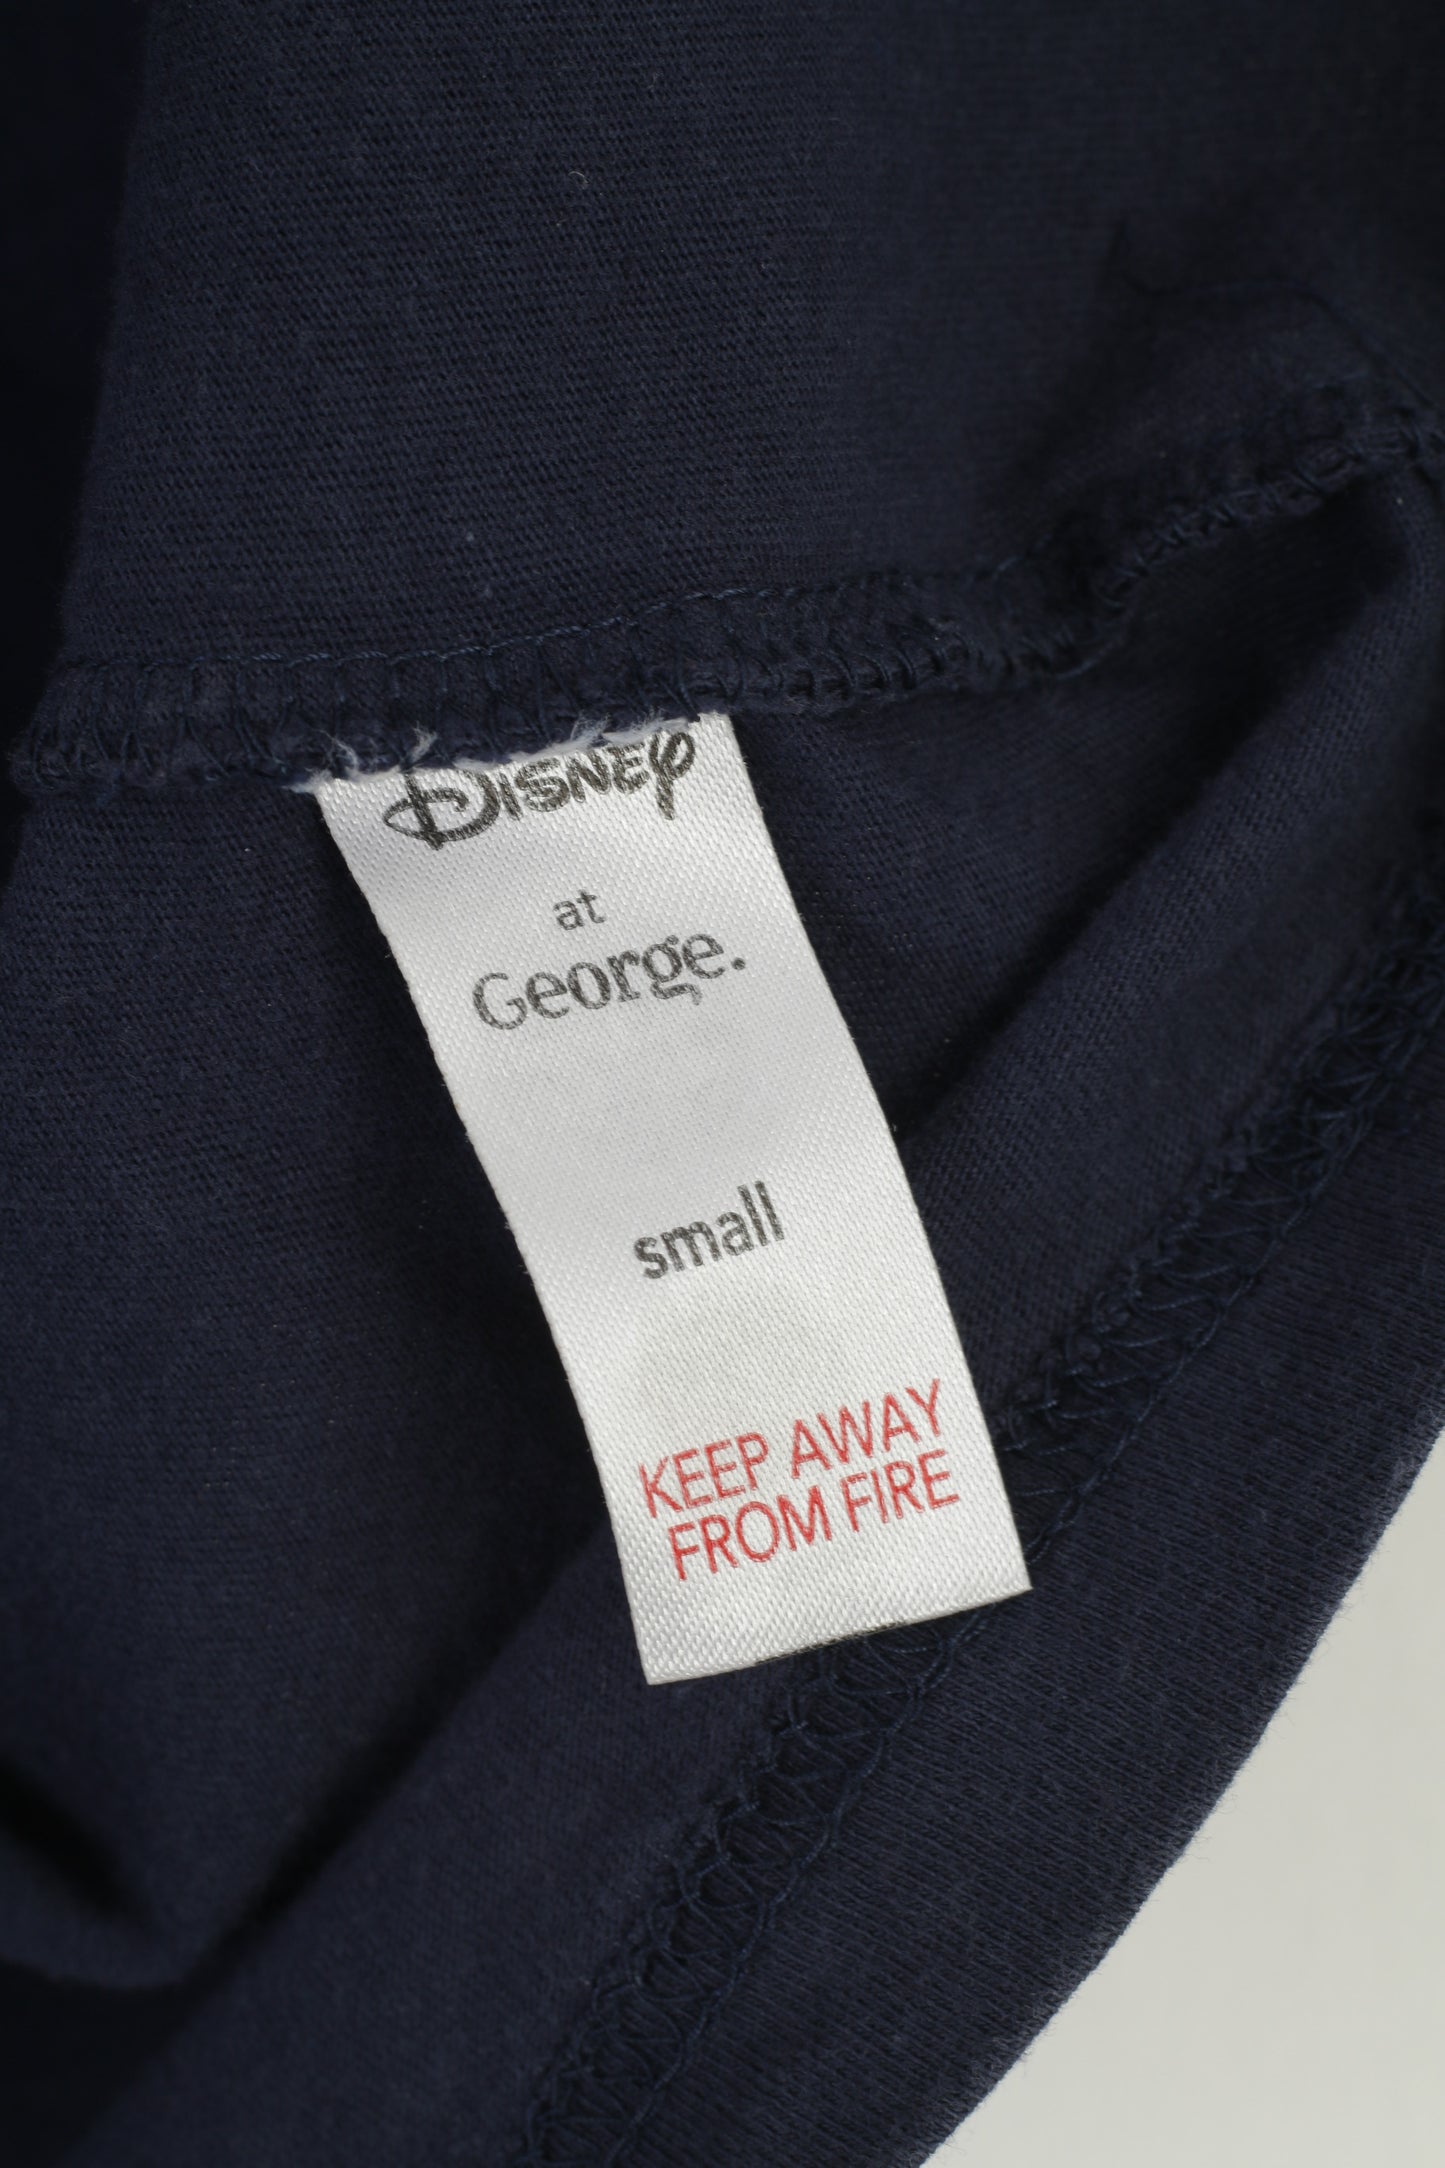 Disney
at
George.
small
KEEP AWAY
FROM FIRE